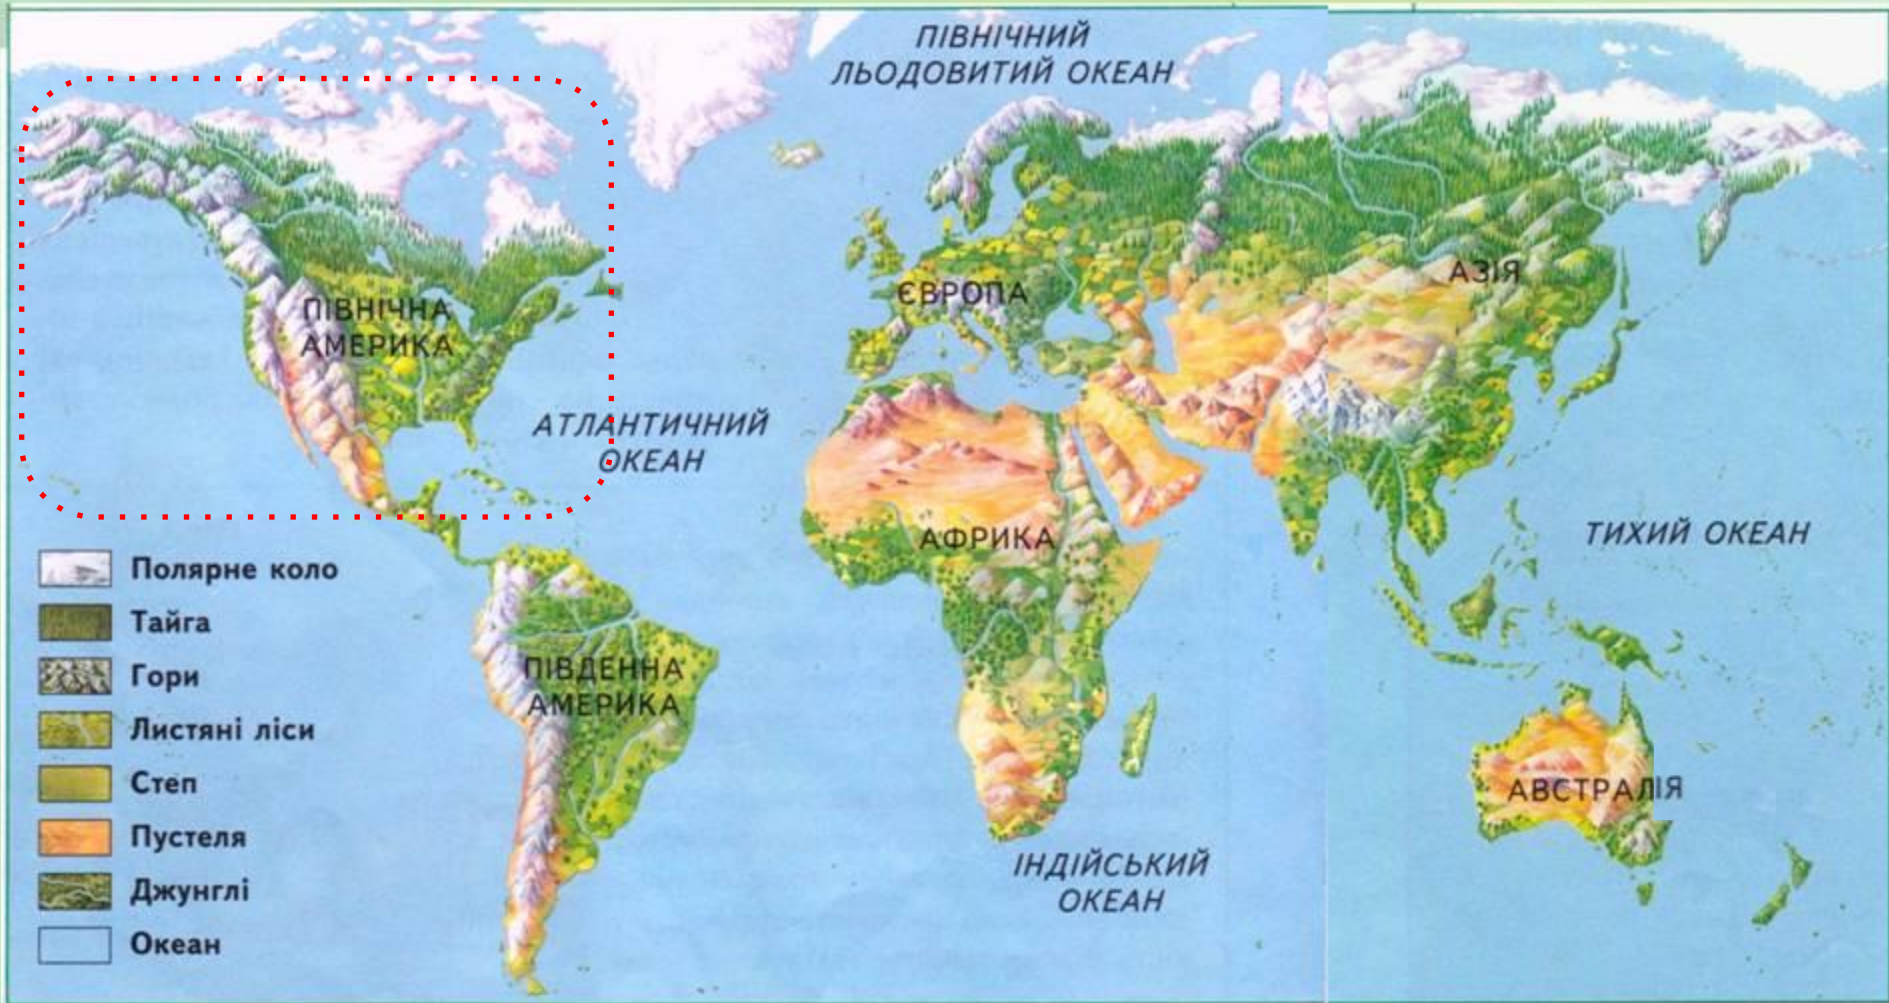 ПІВНІЧНИЙ
ЛЬОДОВИТИЙ ОКЕАН
ПІВНІЧНА
АМЕРИКА
ЄВРОПА
АЗІЯ
АТЛАНТИЧНИЙ
ОКЕАН
АФРИКА
ТИХИЙ ОКЕАН
ПІВДЕННА
АМЕРИКА
АВСТРАЛІЯ
ІНДІЙСЬКИЙ
ОКЕАН
Полярне коло
Тайга
Гори
Листяні ліси
Степ
Пустеля
Джунглі
Океан